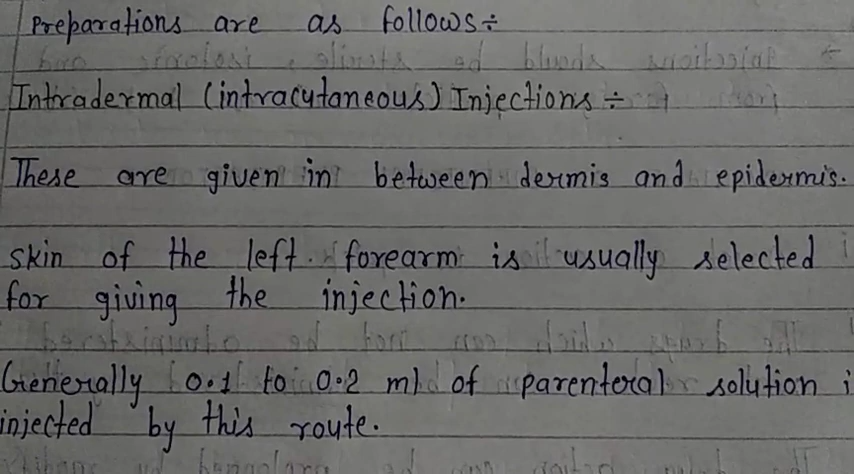 Preparations are as follows÷
Intradermal (intracutaneous) Injections ÷
These are given in between dermis and epidermis.
skin of the left forearm is usually selected
for giving the injection.
Generally 0.1 to 0.2 ml of parenteral solution i
injected by this route.